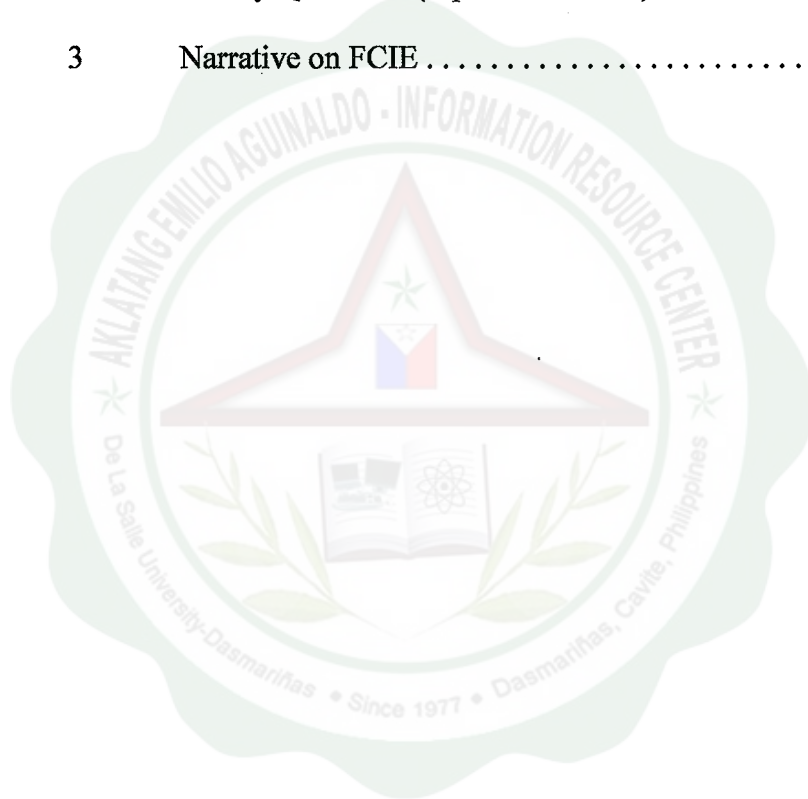 3 Narrative on FCIE . . . . . . . . . . . . . . . . . . . . . . . . .
AKLATANG EMILIO AGUINALDO - INFORMATION RESOURCE CENTER
De La Salle University-Dasmariñas • Since 1977 • Dasmariñas, Cavite, Philippines